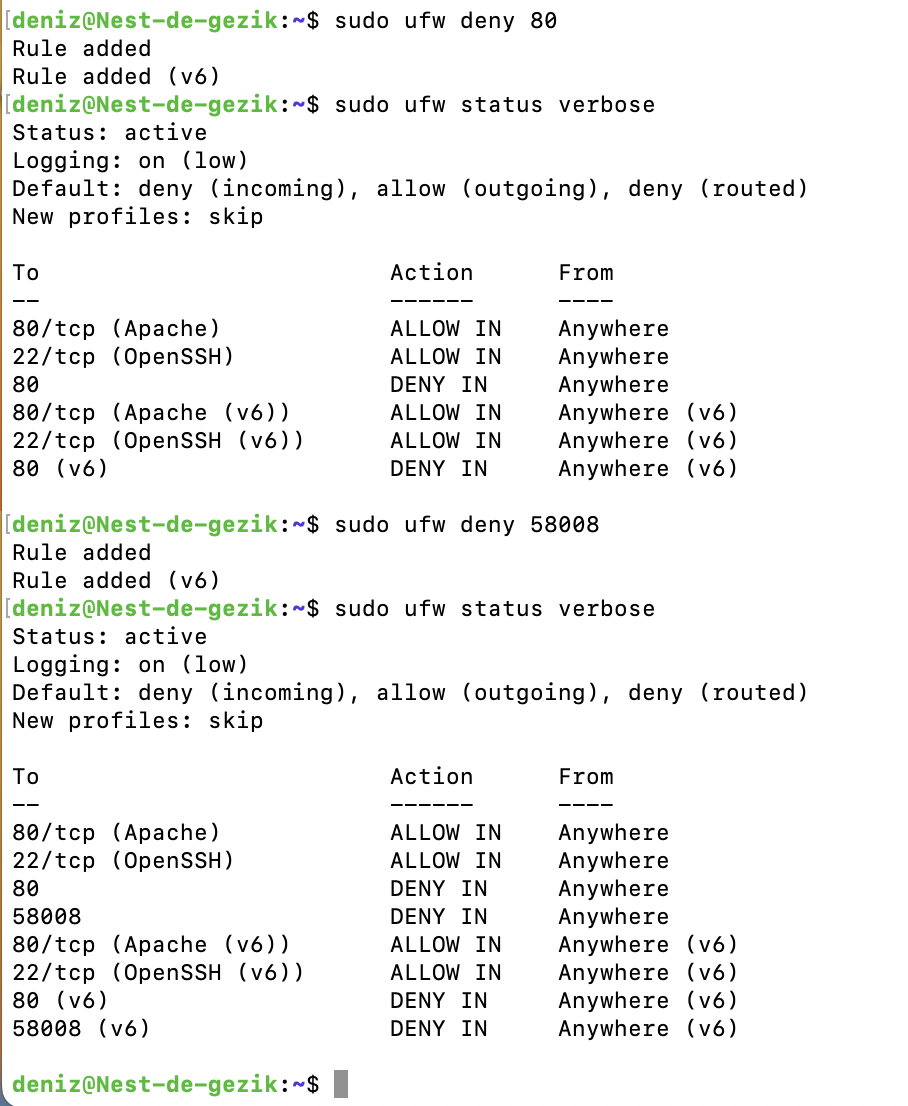 [deniz@Nest-de-gezik:~$ sudo ufw deny 80
Rule added
Rule added (v6)
[deniz@Nest-de-gezik:~$ sudo ufw status verbose
Status: active
Logging: on (low)
Default: deny (incoming), allow (outgoing), deny (routed)
New profiles: skip

To                         Action      From
--                         ------      ----
80/tcp (Apache)            ALLOW IN    Anywhere
22/tcp (OpenSSH)           ALLOW IN    Anywhere
80                         DENY IN     Anywhere
80/tcp (Apache (v6))       ALLOW IN    Anywhere (v6)
22/tcp (OpenSSH (v6))      ALLOW IN    Anywhere (v6)
80 (v6)                    DENY IN     Anywhere (v6)

[deniz@Nest-de-gezik:~$ sudo ufw deny 58008
Rule added
Rule added (v6)
[deniz@Nest-de-gezik:~$ sudo ufw status verbose
Status: active
Logging: on (low)
Default: deny (incoming), allow (outgoing), deny (routed)
New profiles: skip

To                         Action      From
--                         ------      ----
80/tcp (Apache)            ALLOW IN    Anywhere
22/tcp (OpenSSH)           ALLOW IN    Anywhere
80                         DENY IN     Anywhere
58008                      DENY IN     Anywhere
80/tcp (Apache (v6))       ALLOW IN    Anywhere (v6)
22/tcp (OpenSSH (v6))      ALLOW IN    Anywhere (v6)
80 (v6)                    DENY IN     Anywhere (v6)
58008 (v6)                 DENY IN     Anywhere (v6)

deniz@Nest-de-gezik:~$